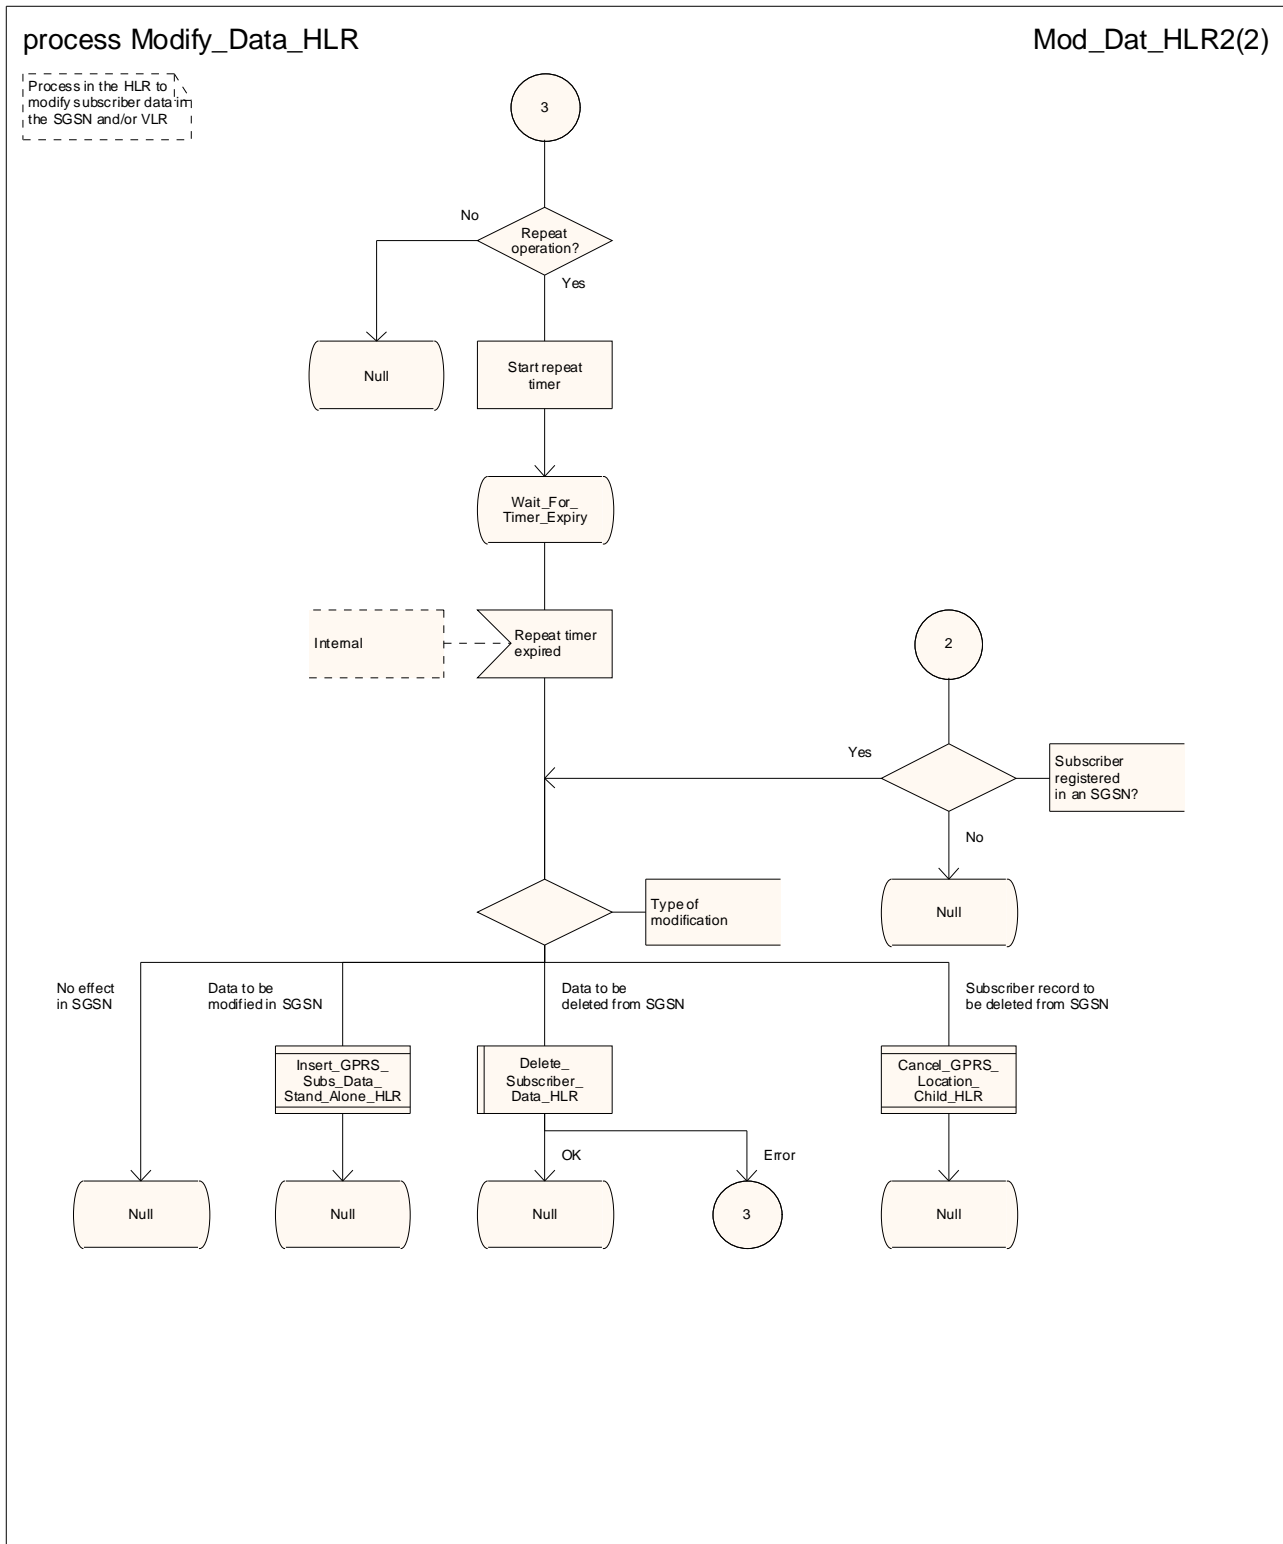 process Modify_Data_HLR
Mod_Dat_HLR2(2)
Process in the HLR to
modify subscriber data in
the SGSN and/or VLR
3
No
Repeat
operation?
Yes
Null
Start repeat
timer
Wait_For_
Timer_Expiry
Internal
Repeat timer
expired
2
Yes
Subscriber
registered
in an SGSN?
No
Type of
modification
Null
No effect
in SGSN
Data to be
modified in SGSN
Data to be
deleted from SGSN
Subscriber record to
be deleted from SGSN
Insert_GPRS_
Subs_Data_
Stand_Alone_HLR
Delete_
Subscriber_
Data_HLR
Cancel_GPRS_
Location_
Child_HLR
OK
Error
Null
Null
Null
3
Null